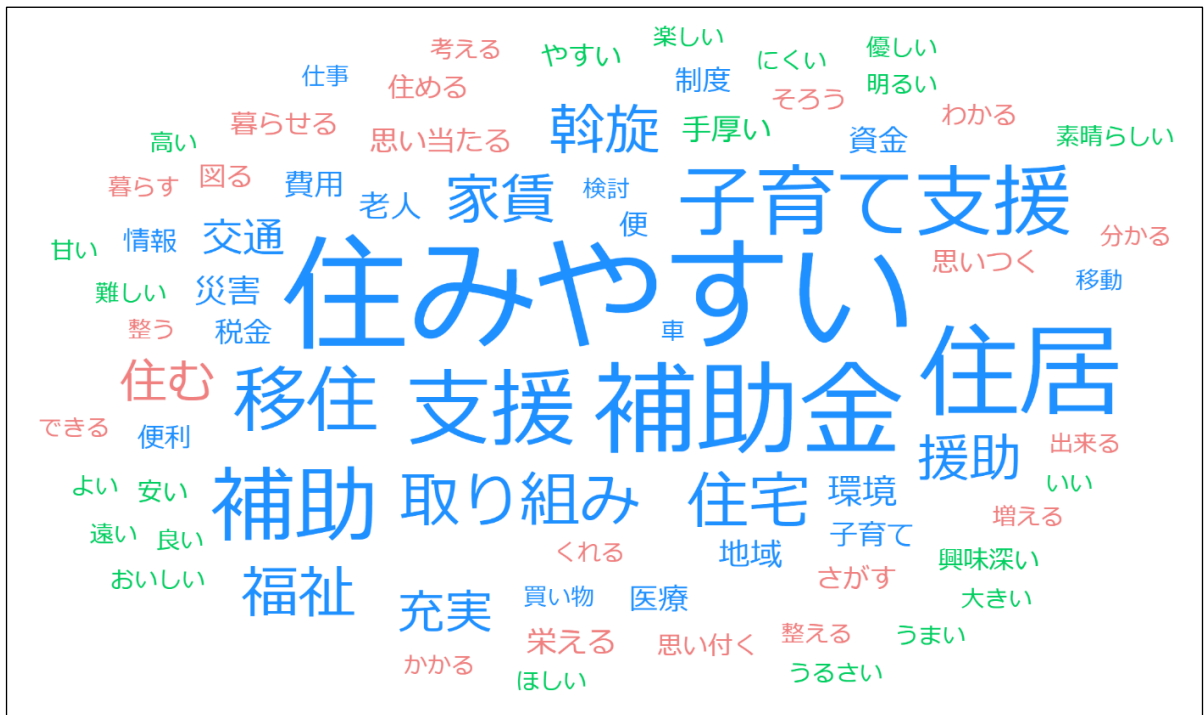 楽しい
考える
やすい
優しい
にくい
仕事
制度
明るい
住める
そろう
わかる
暮らせる
斡旋
手厚い
思い当たる
資金
素晴らしい
高い
図る
暮らす
費用
検討
家賃
子育て支援
老人
便
交通
情報
甘い
分かる
思いつく
移動
難しい
災害
住みやすい
整う
税金
車
住む
移住
支援
補助金
住居
できる
便利
出来る
援助
よい
安い
いい
補助
取り組み
住宅
環境
増える
遠い
良い
子育て
くれる
地域
興味深い
おいしい
さがす
福祉
充実
買い物
医療
大きい
栄える
思い付く
整える
うまい
かかる
ほしい
うるさい